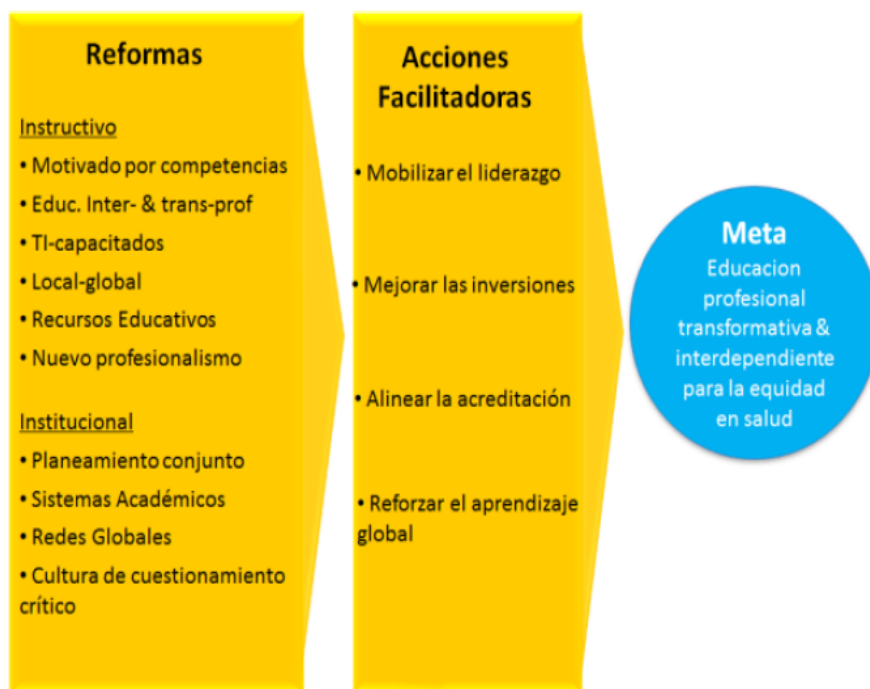 Reformas
Instructivo
• Motivado por competencias
• Educ. Inter- & trans-prof
• TI-capacitados
• Local-global
• Recursos Educativos
• Nuevo profesionalismo
Institucional
• Planeamiento conjunto
• Sistemas Académicos
• Redes Globales
• Cultura de cuestionamiento
crítico
Acciones
Facilitadoras
• Mobilizar el liderazgo
• Mejorar las inversiones
• Alinear la acreditación
• Reforzar el aprendizaje
global
Meta
Educacion
profesional
transformativa &
interdependiente
para la equidad
en salud